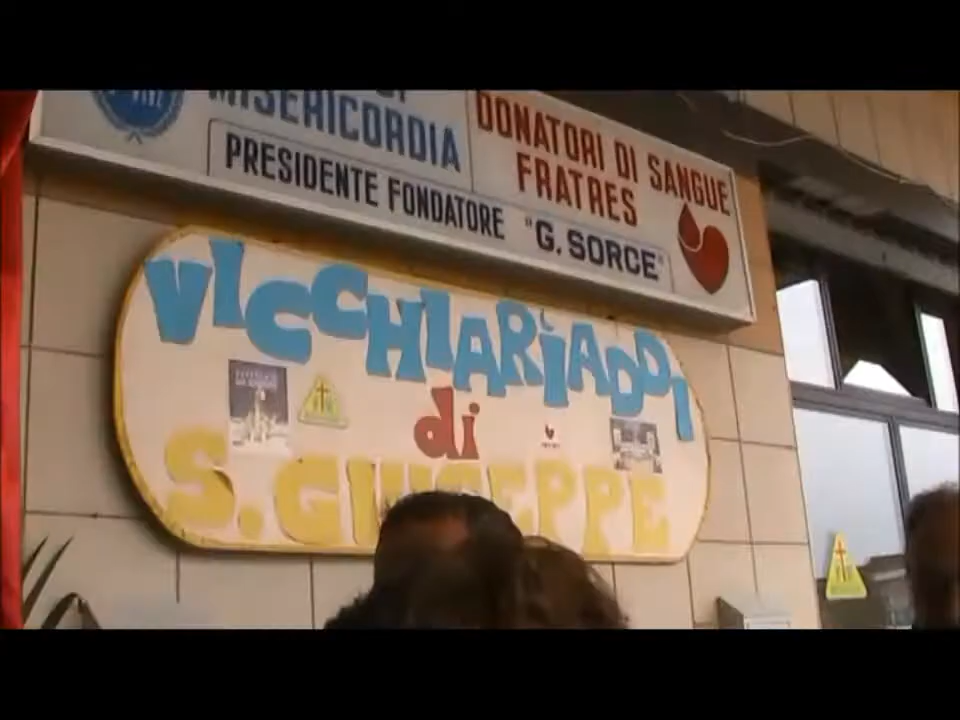 MISERICORDIA
DONATORI DI SANGUE
FRATRES
PRESIDENTE FONDATORE "G. SORCE"
VICCHIARIADDI
di
S. GIUSEPPE